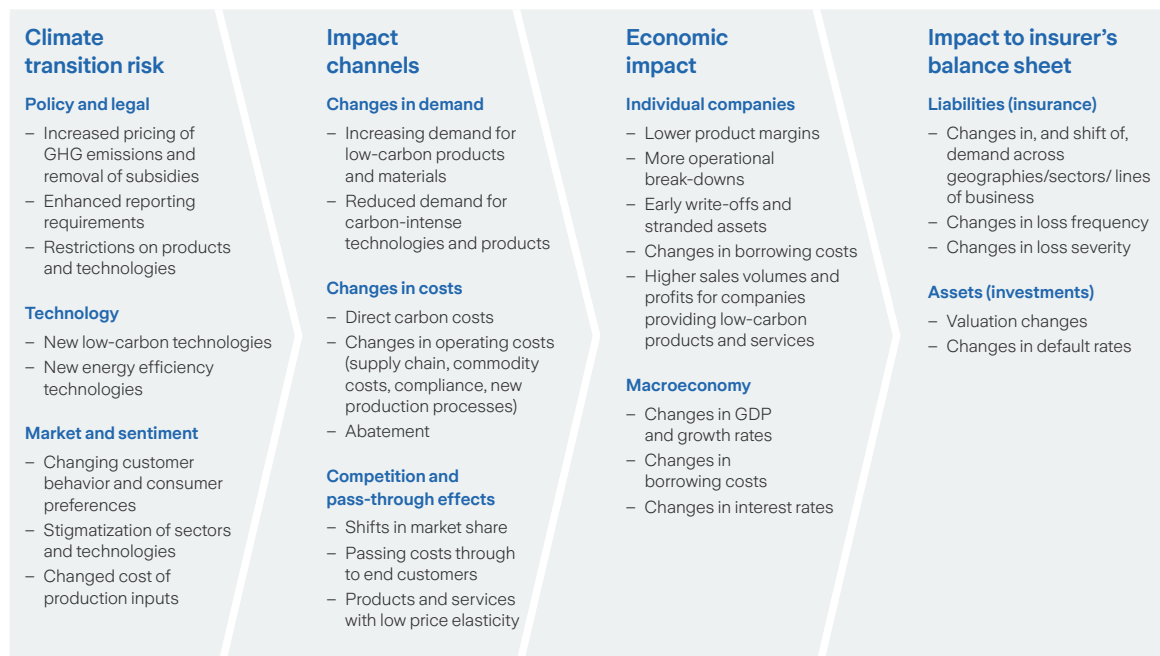 Climate
transition risk
Policy and legal
– Increased pricing of
GHG emissions and
removal of subsidies
– Enhanced reporting
requirements
– Restrictions on products
and technologies
Technology
– New low-carbon technologies
– New energy efficiency
technologies
Market and sentiment
– Changing customer
behavior and consumer
preferences
– Stigmatization of sectors
and technologies
– Changed cost of
production inputs
Impact
channels
Changes in demand
– Increasing demand for
low-carbon products
and materials
– Reduced demand for
carbon-intense
technologies and products
Changes in costs
– Direct carbon costs
– Changes in operating costs
(supply chain, commodity
costs, compliance, new
production processes)
– Abatement
Competition and
pass-through effects
– Shifts in market share
– Passing costs through
to end customers
– Products and services
with low price elasticity
Economic
impact
Individual companies
– Lower product margins
– More operational
break-downs
– Early write-offs and
stranded assets
– Changes in borrowing costs
– Higher sales volumes and
profits for companies
providing low-carbon
products and services
Macroeconomy
– Changes in GDP
and growth rates
– Changes in
borrowing costs
– Changes in interest rates
Impact to insurer's
balance sheet
Liabilities (insurance)
– Changes in, and shift of,
demand across
geographies/sectors/ lines
of business
– Changes in loss frequency
– Changes in loss severity
Assets (investments)
– Valuation changes
– Changes in default rates